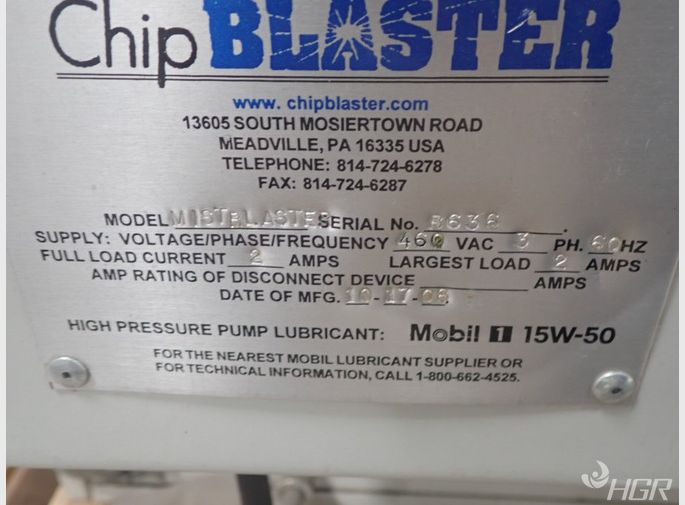 Chip BLASTER
www.chipblaster.com
13605 SOUTH MOSIERTOWN ROAD
MEADVILLE, PA 16335 USA
TELEPHONE: 814-724-6278
FAX: 814-724-6287
MODEL MISTBLASTER SERIAL No. 8636.
SUPPLY: VOLTAGE/PHASE/FREQUENCY 460 VAC 3 PH. 60 HZ
FULL LOAD CURRENT 2 AMPS LARGEST LOAD 2 AMPS
AMP RATING OF DISCONNECT DEVICE AMPS
DATE OF MFG. 10-17-08
HIGH PRESSURE PUMP LUBRICANT: Mobil 1 15W-50
FOR THE NEAREST MOBIL LUBRICANT SUPPLIER OR
FOR TECHNICAL INFORMATION, CALL 1-800-662-4525.
HGR